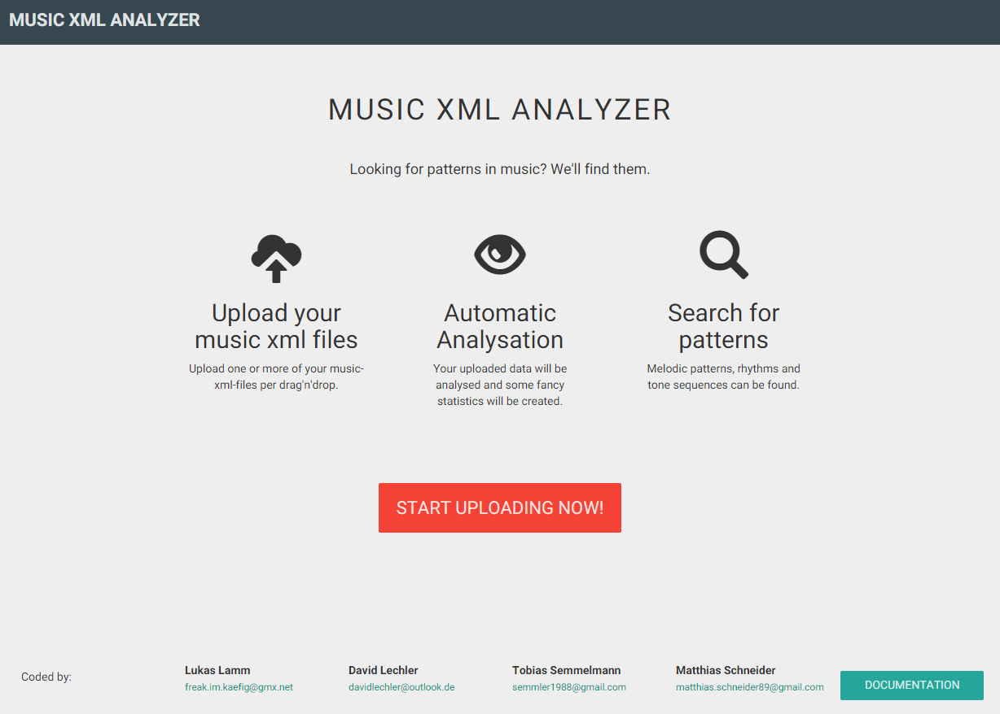 MUSIC XML ANALYZER
MUSIC XML ANALYZER
Looking for patterns in music? We'll find them.
Upload your
music xml files
Upload one or more of your music-
xml-files per drag'n'drop.
Automatic
Analysation
Your uploaded data will be
analysed and some fancy
statistics will be created.
Search for
patterns
Melodic patterns, rhythms and
tone sequences can be found.
START UPLOADING NOW!
Coded by:
Lukas Lamm
freak.im.kaefig@gmx.net
David Lechler
davidlechler@outlook.de
Tobias Semmelmann
semmler1988@gmail.com
Matthias Schneider
matthias.schneider89@gmail.com
DOCUMENTATION